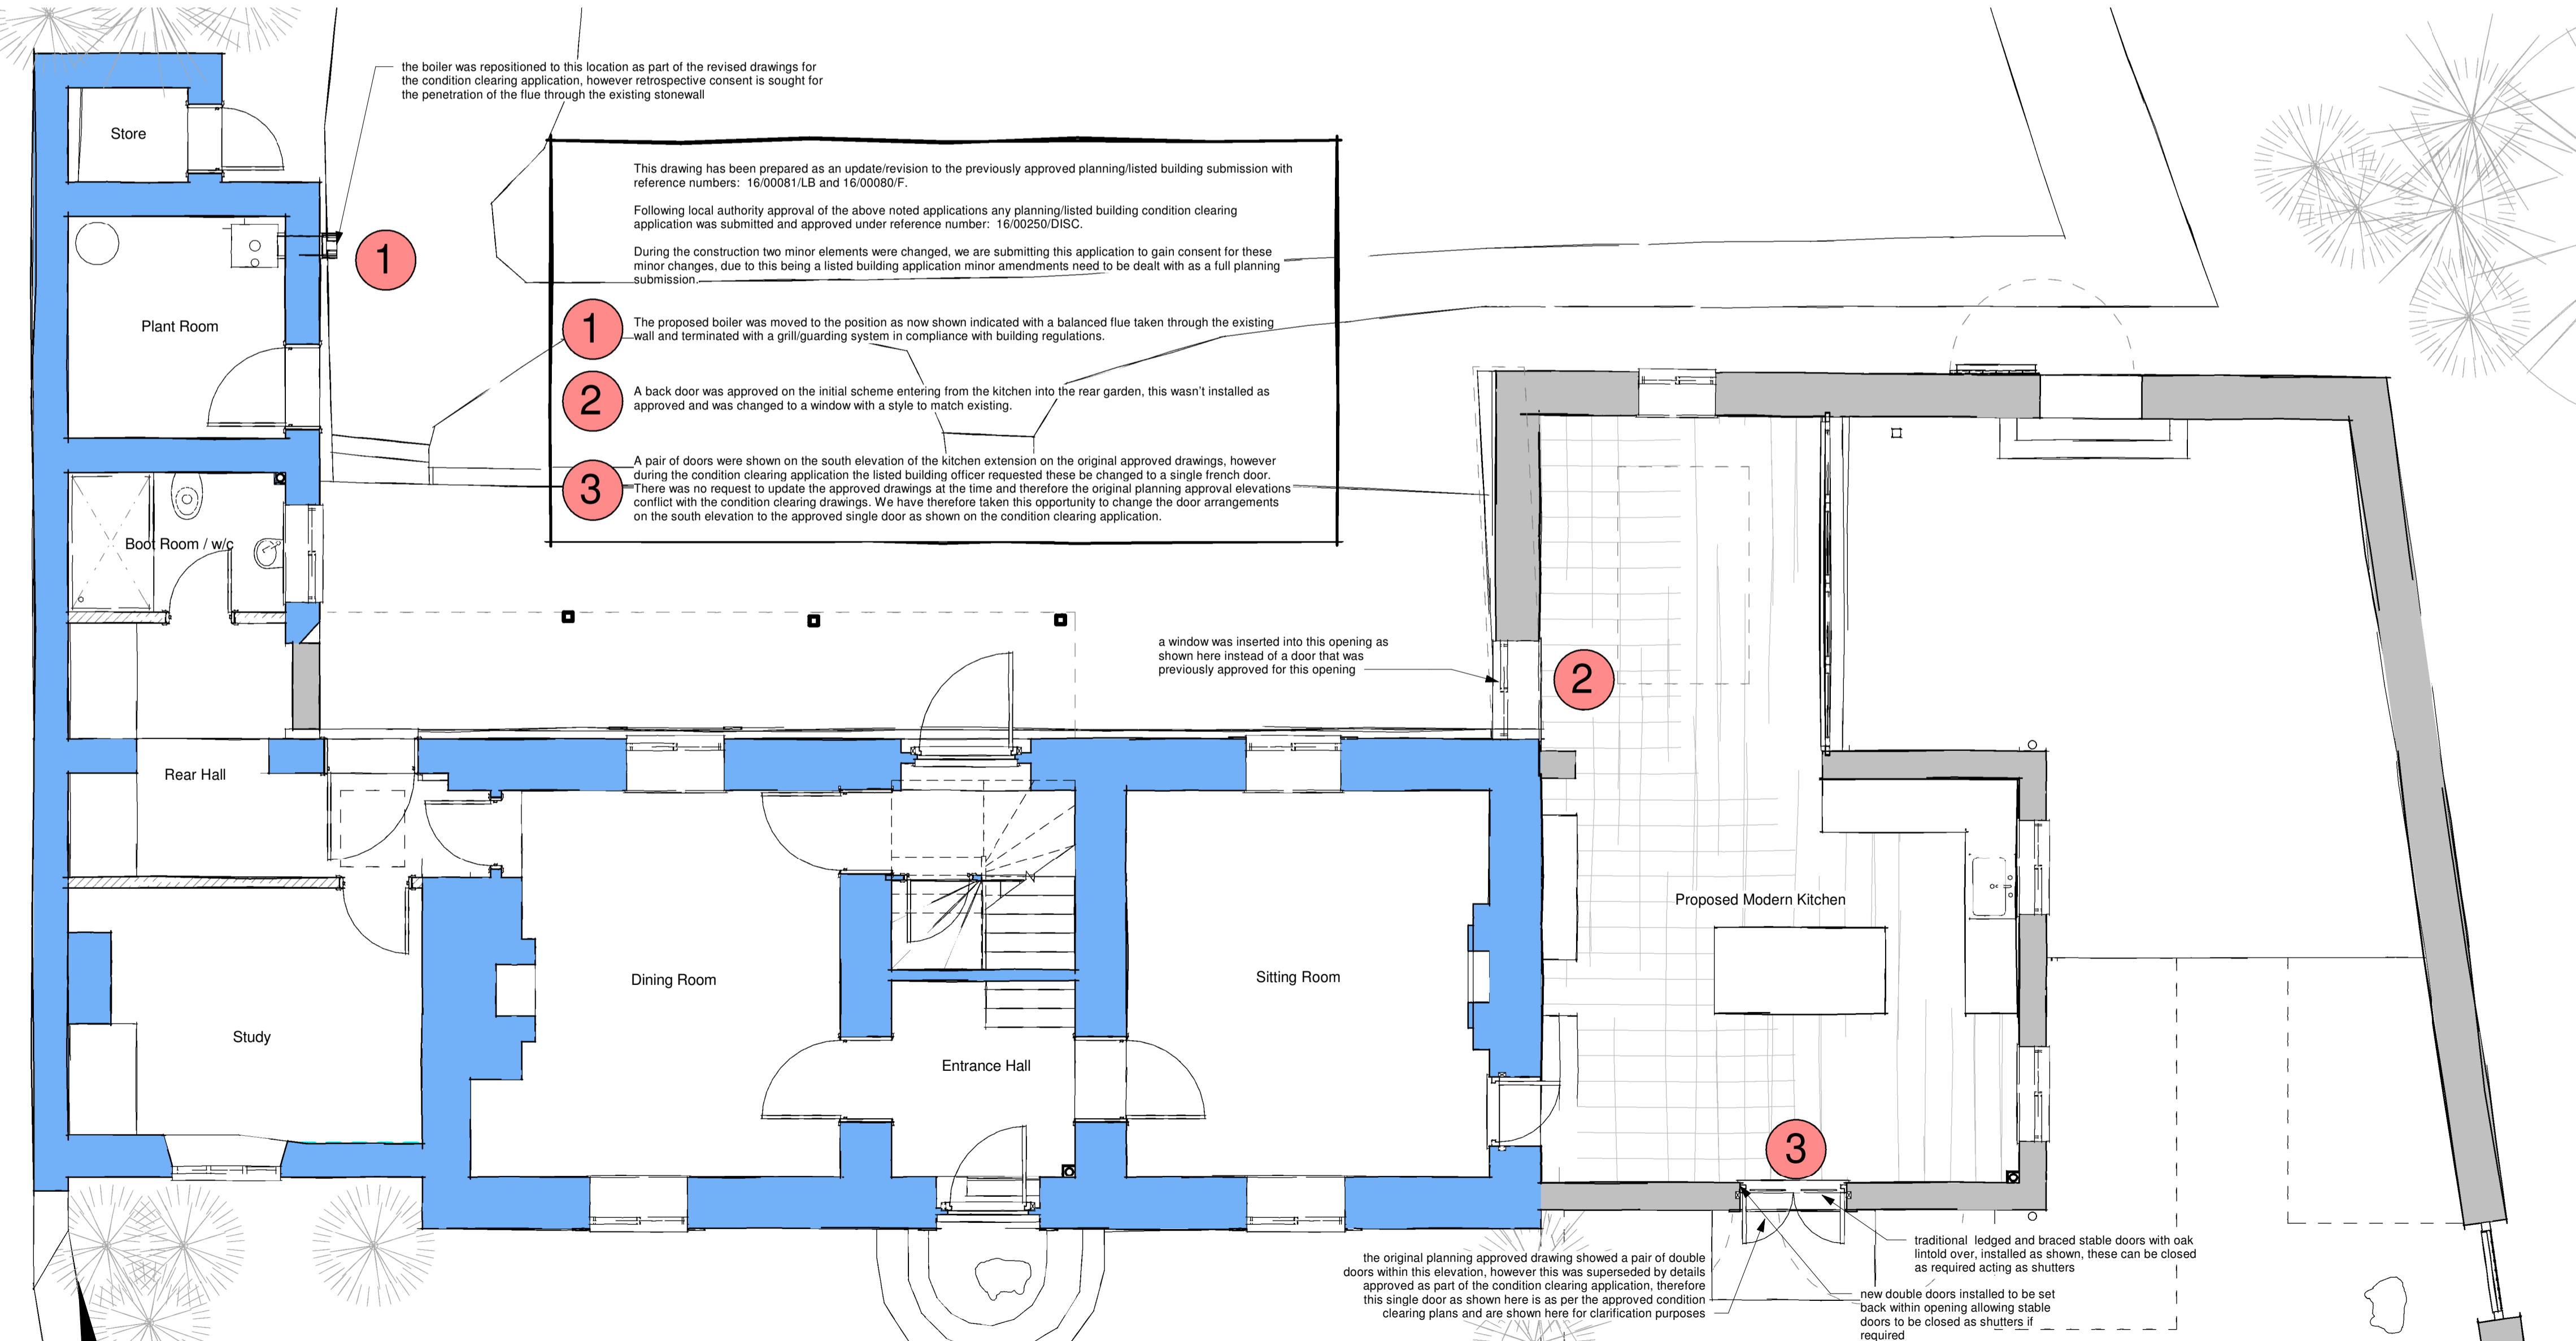 the boiler was repositioned to this location as part of the revised drawings for
the condition clearing application, however retrospective consent is sought for
the penetration of the flue through the existing stonewall
Store
This drawing has been prepared as an update/revision to the previously approved planning/listed building submission with
reference numbers: 16/00081/LB and 16/00080/F.
Following local authority approval of the above noted applications any planning/listed building condition clearing
application was submitted and approved under reference number: 16/00250/DISC.
During the construction two minor elements were changed, we are submitting this application to gain consent for these
minor changes, due to this being a listed building application minor amendments need to be dealt with as a full planning
submission.
1
Plant Room
1
The proposed boiler was moved to the position as now shown indicated with a balanced flue taken through the existing
wall and terminated with a grill/guarding system in compliance with building regulations.
2
A back door was approved on the initial scheme entering from the kitchen into the rear garden, this wasn't installed as
approved and was changed to a window with a style to match existing.
3
A pair of doors were shown on the south elevation of the kitchen extension on the original approved drawings, however
during the condition clearing application the listed building officer requested these be changed to a single french door.
There was no request to update the approved drawings at the time and therefore the original planning approval elevations
conflict with the condition clearing drawings. We have therefore taken this opportunity to change the door arrangements
on the south elevation to the approved single door as shown on the condition clearing application.
Boot Room / w/c
a window was inserted into this opening as
shown here instead of a door that was
previously approved for this opening
2
Rear Hall
Proposed Modern Kitchen
Dining Room
Sitting Room
Study
Entrance Hall
3
the original planning approved drawing showed a pair of double
doors within this elevation, however this was superseded by details
approved as part of the condition clearing application, therefore
this single door as shown here is as per the approved condition
clearing plans and are shown here for clarification purposes
traditional ledged and braced stable doors with oak
lintold over, installed as shown, these can be closed
as required acting as shutters
new double doors installed to be set
back within opening allowing stable
doors to be closed as shutters if
required